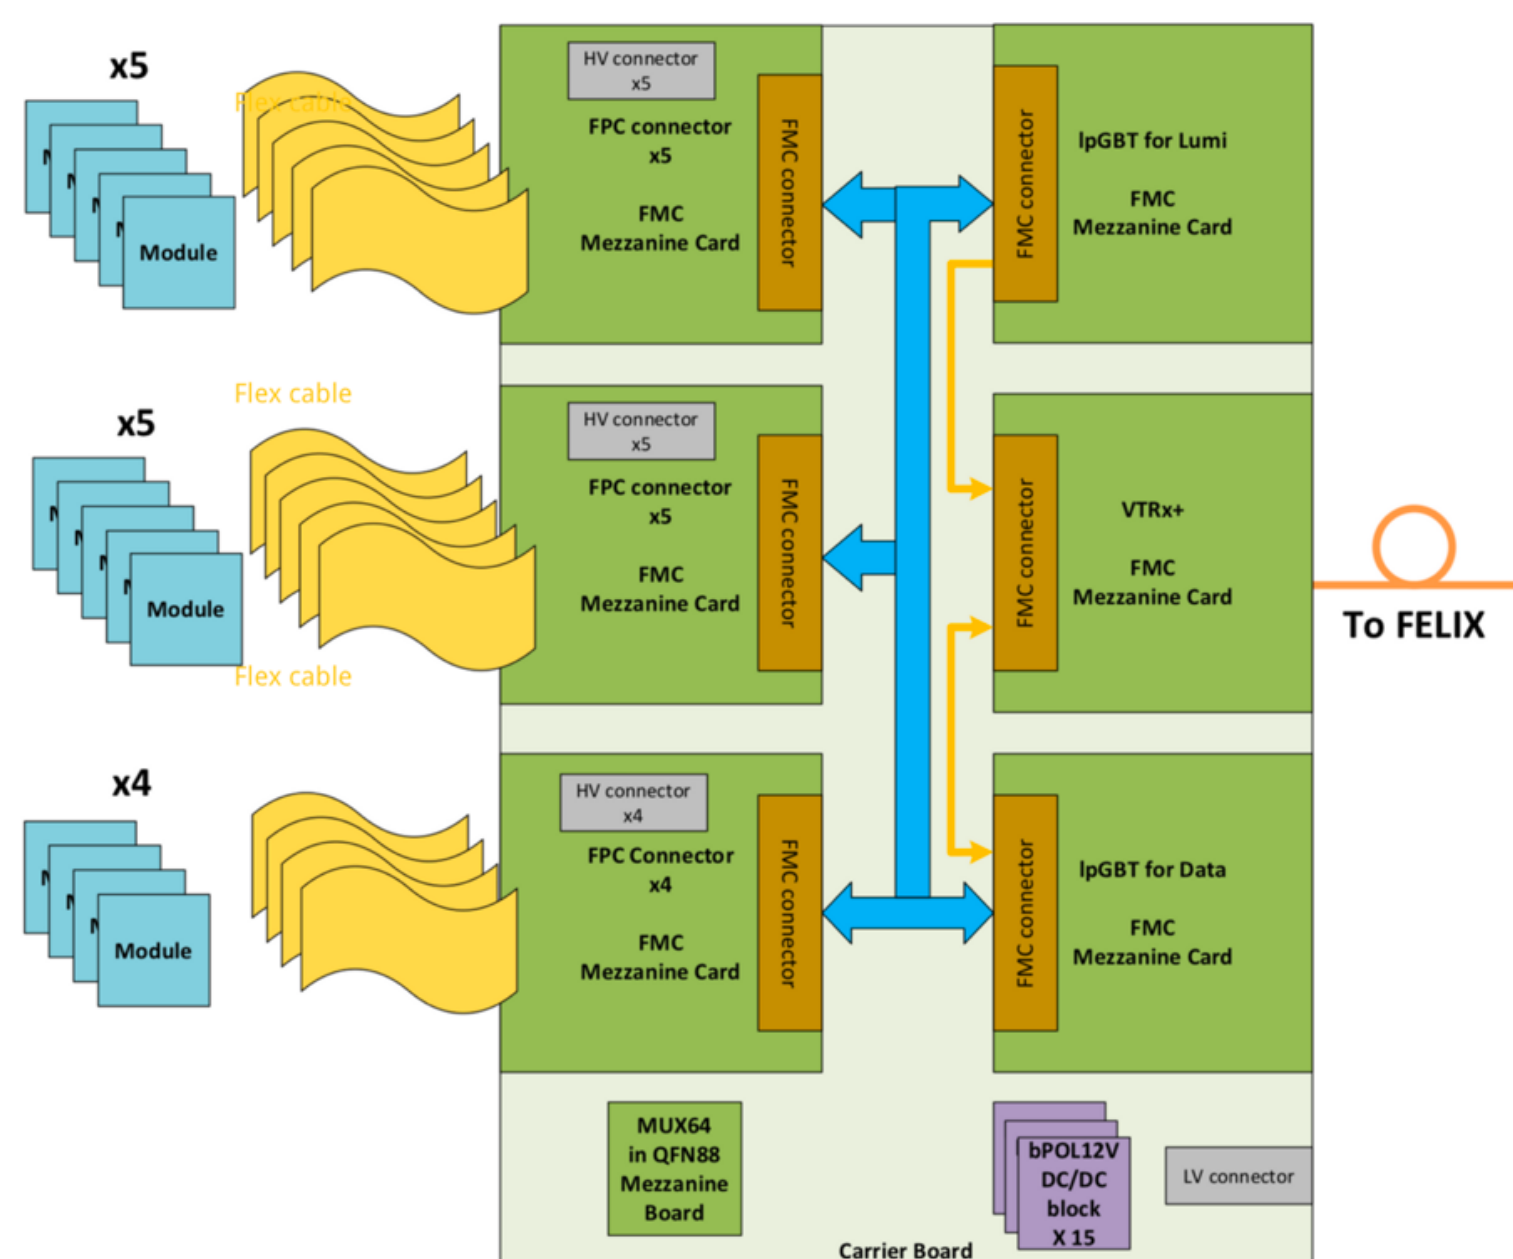 x5
Flex cable
Module
HV connector
x5
FPC connector
x5
FMC
Mezzanine Card
FMC connector
FMC connector
lpGBT for Lumi
FMC
Mezzanine Card
Flex cable
x5
Module
Flex cable
HV connector
x5
FPC connector
x5
FMC
Mezzanine Card
FMC connector
FMC connector
VTRx+
FMC
Mezzanine Card
To FELIX
x4
Module
HV connector
x4
FPC Connector
x4
FMC
Mezzanine Card
FMC connector
FMC connector
lpGBT for Data
FMC
Mezzanine Card
MUX64
in QFN88
Mezzanine
Board
bPOL12V
DC/DC
block
X 15
LV connector
Carrier Board